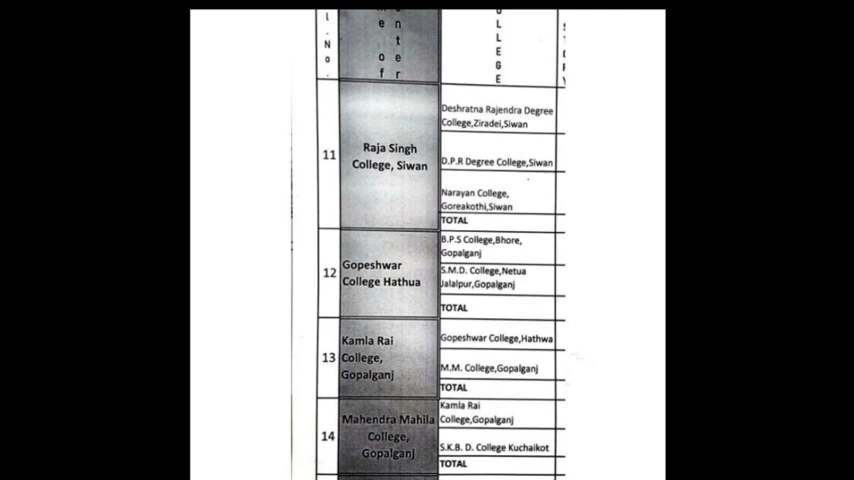 l . N o .
m e o f
e n t e r
O L L E G E
S T O R Y
11
Raja Singh
College, Siwan
Deshratna Rajendra Degree
College,Ziradei,Siwan
D.P.R Degree College,Siwan
Narayan College,
Goreakothi,Siwan
TOTAL
12
Gopeshwar
College Hathua
B.P.S College,Bhore,
Gopalganj
S.M.D. College,Netua
Jalalpur,Gopalganj
TOTAL
13
Kamla Rai
College,
Gopalganj
Gopeshwar College,Hathwa
M.M. College,Gopalganj
TOTAL
14
Mahendra Mahila
College,
Gopalganj
Kamla Rai
College,Gopalganj
S.K.B. D. College Kuchaikot
TOTAL